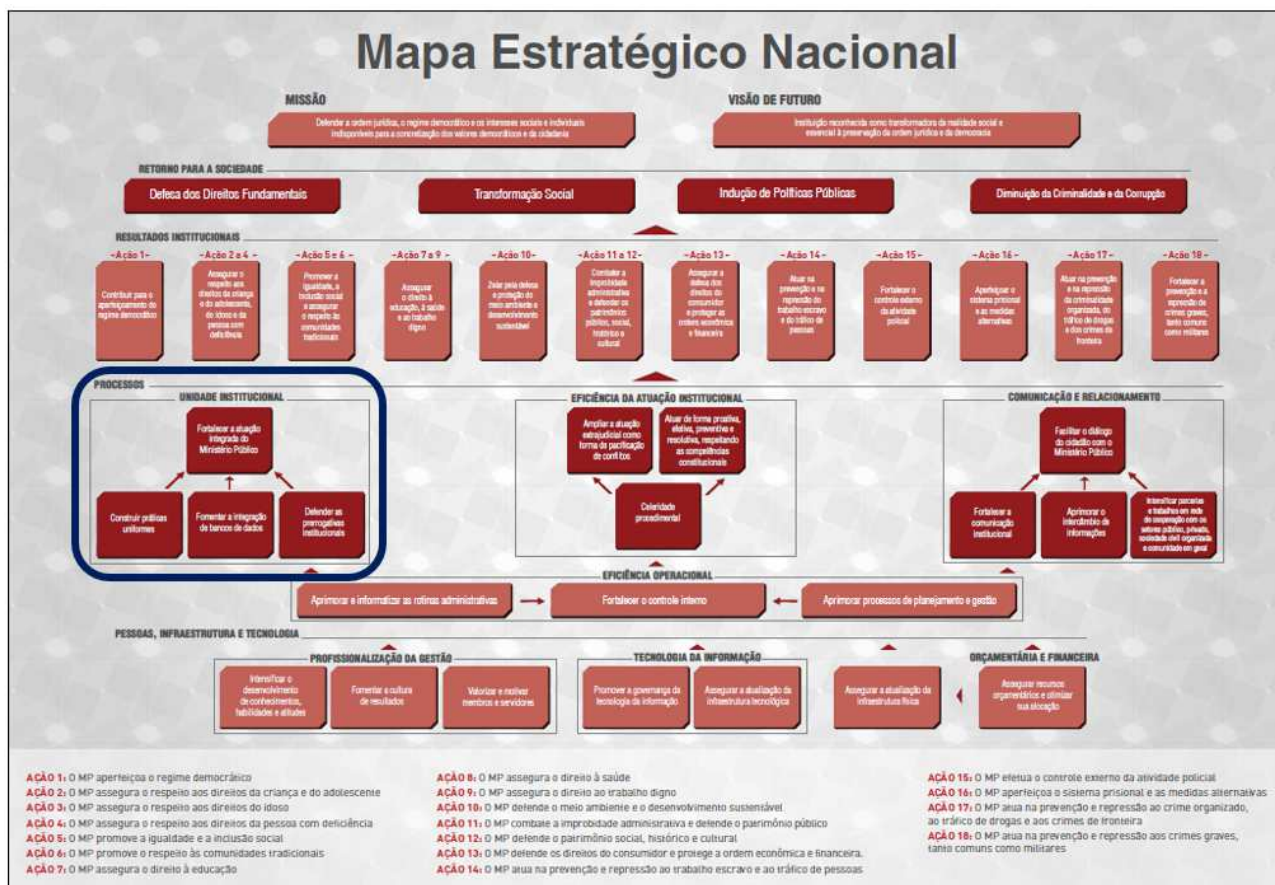 Mapa Estratégico Nacional
MISSÃO
Defender a ordem jurídica, o regime democrático e os interesses sociais e individuais
indisponíveis para a concretização dos valores democráticos e da cidadania
VISÃO DE FUTURO
Instituição reconhecida como transformadora da realidade social e
essencial à preservação da ordem jurídica e da democracia
RETORNO PARA A SOCIEDADE
Defesa dos Direitos Fundamentais
Transformação Social
Indução de Políticas Públicas
Diminuição da Criminalidade e da Corrupção
RESULTADOS INSTITUCIONAIS
-Ação 1-
Contribuir para o
aperfeiçoamento do
regime democrático
-Ação 2 a 4-
Assegurar o
respeito aos
direitos da criança
e do adolescente,
do idoso e da
pessoa com
deficiência
-Ação 5 e 6 -
Promover a
igualdade, a
inclusão social
e assegurar
o respeito às
comunidades
tradicionais
-Ação 7 a 9 -
Assegurar
o direito à
educação, à saúde
e ao trabalho
digno
-Ação 10-
Zelar pela defesa
e proteção do
meio ambiente e
desenvolvimento
sustentável
-Ação 11 a 12-
Combater a
improbidade
administrativa
e defender os
patrimônios
público, social,
histórico e
cultural
-Ação 13 -
Assegurar a
defesa dos
direitos do
consumidor
e proteger as
ordens econômica
e financeira
-Ação 14 -
Atuar na
prevenção e na
repressão do
trabalho escravo
e do tráfico de
pessoas
-Ação 15-
Fortalecer o
controle externo
da atividade
policial
-Ação 16 -
Aperfeiçoar o
sistema prisional
e as medidas
alternativas
-Ação 17-
Atuar na prevenção
e na repressão
da criminalidade
organizada, do
tráfico de drogas
e dos crimes da
fronteira
-Ação 18 -
Fortalecer a
prevenção e a
repressão de
crimes graves,
tanto comuns
como militares
PROCESSOS
UNIDADE INSTITUCIONAL
Fortalecer a atuação
integrada do
Ministério Público
Construir práticas
uniformes
Fomentar a integração
de bancos de dados
Defender as
prerrogativas
institucionais
EFICIÊNCIA DA ATUAÇÃO INSTITUCIONAL
Ampliar a atuação
extrajudicial como
forma de pacificação
de conflitos
Atuar de forma proativa,
efetiva, preventiva e
resolutiva, respeitando
as competências
constitucionais
Celeridade
procedimental
COMUNICAÇÃO E RELACIONAMENTO
Facilitar o diálogo
do cidadão com o
Ministério Público
Fortalecer a
comunicação
institucional
Aprimorar o
intercâmbio de
informações
Intensificar parcerias
e trabalhos em rede
de cooperação com os
setores público, privado,
sociedade civil organizada
e comunidade em geral
EFICIÊNCIA OPERACIONAL
Aprimorar e informatizar as rotinas administrativas
Fortalecer o controle interno
Aprimorar processos de planejamento e gestão
PESSOAS, INFRAESTRUTURA E TECNOLOGIA
PROFISSIONALIZAÇÃO DA GESTÃO
Intensificar o
desenvolvimento
de conhecimentos,
habilidades e atitudes
Fomentar a cultura
de resultados
Valorizar e motivar
membros e servidores
TECNOLOGIA DA INFORMAÇÃO
Promover a governança da
tecnologia da informação
Assegurar a atualização da
infraestrutura tecnológica
Assegurar a atualização da
infraestrutura física
ORÇAMENTÁRIA E FINANCEIRA
Assegurar recursos
orçamentários e otimizar
sua alocação
AÇÃO 1: O MP aperfeiçoa o regime democrático
AÇÃO 2: O MP assegura o respeito aos direitos da criança e do adolescente
AÇÃO 3: O MP assegura o respeito aos direitos do idoso
AÇÃO 4: O MP assegura o respeito aos direitos da pessoa com deficiência
AÇÃO 5: O MP promove a igualdade e a inclusão social
AÇÃO 6: O MP promove o respeito às comunidades tradicionais
AÇÃO 7: O MP assegura o direito à educação
AÇÃO 8: O MP assegura o direito à saúde
AÇÃO 9: O MP assegura o direito ao trabalho digno
AÇÃO 10: O MP defende o meio ambiente e o desenvolvimento sustentável
AÇÃO 11: O MP combate a improbidade administrativa e defende o patrimônio público
AÇÃO 12: O MP defende o patrimônio social, histórico e cultural
AÇÃO 13: O MP defende os direitos do consumidor e protege a ordem econômica e financeira.
AÇÃO 14: O MP atua na prevenção e repressão ao trabalho escravo e ao tráfico de pessoas
AÇÃO 15: O MP efetua o controle externo da atividade policial
AÇÃO 16: O MP aperfeiçoa o sistema prisional e as medidas alternativas
AÇÃO 17: O MP atua na prevenção e repressão ao crime organizado,
ao tráfico de drogas e aos crimes de fronteira
AÇÃO 18: O MP atua na prevenção e repressão aos crimes graves,
tanto comuns como militares